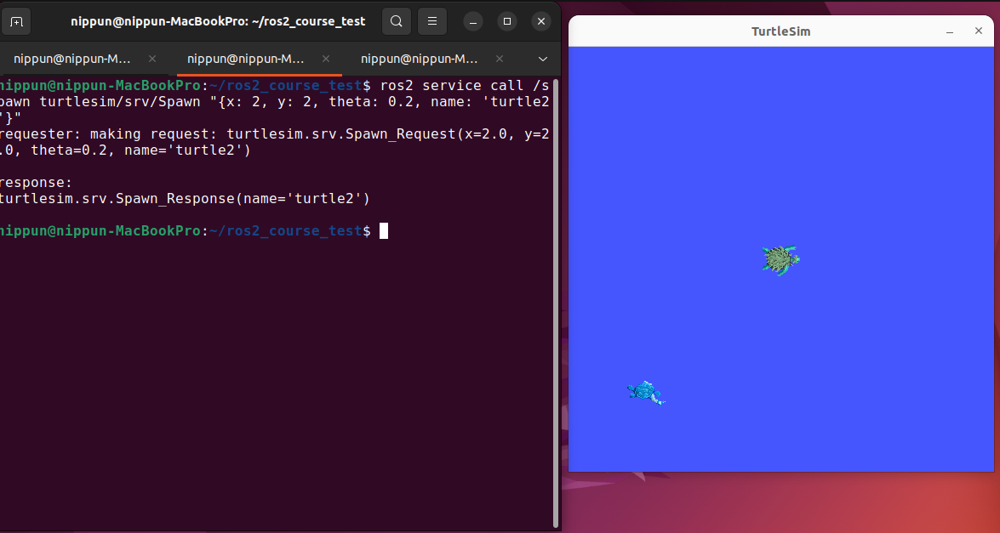 nippun@nippun-MacBookPro: ~/ros2_course_test
nippun@nippun-M...
nippun@nippun-M...
nippun@nippun-M...
nippun@nippun-MacBookPro:~/ros2_course_test$ ros2 service call /s
pawn turtlesim/srv/Spawn "{x: 2, y: 2, theta: 0.2, name: 'turtle2
'}"
requester: making request: turtlesim.srv.Spawn_Request(x=2.0, y=2
.0, theta=0.2, name='turtle2')
response:
turtlesim.srv.Spawn_Response(name='turtle2')
nippun@nippun-MacBookPro:~/ros2_course_test$
TurtleSim